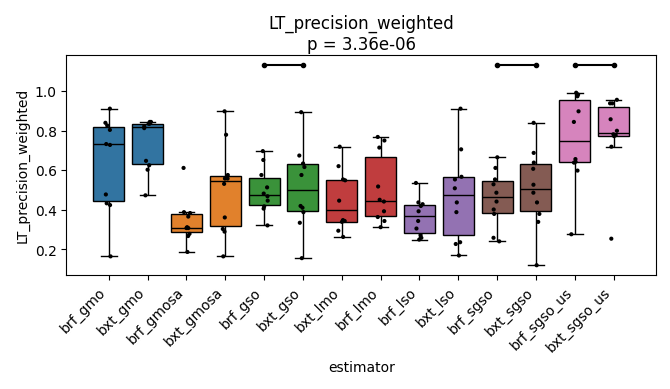 LT_precision_weighted
p = 3.36e-06
LT_precision_weighted
1.0
0.8
0.6
0.4
0.2
brf_gmo
bxt_gmo
brf_gmosa
bxt_gmosa
brf_gso
bxt_gso
bxt_lmo
brf_lmo
brf_lso
bxt_lso
brf_sgso
bxt_sgso
brf_sgso_us
bxt_sgso_us
estimator